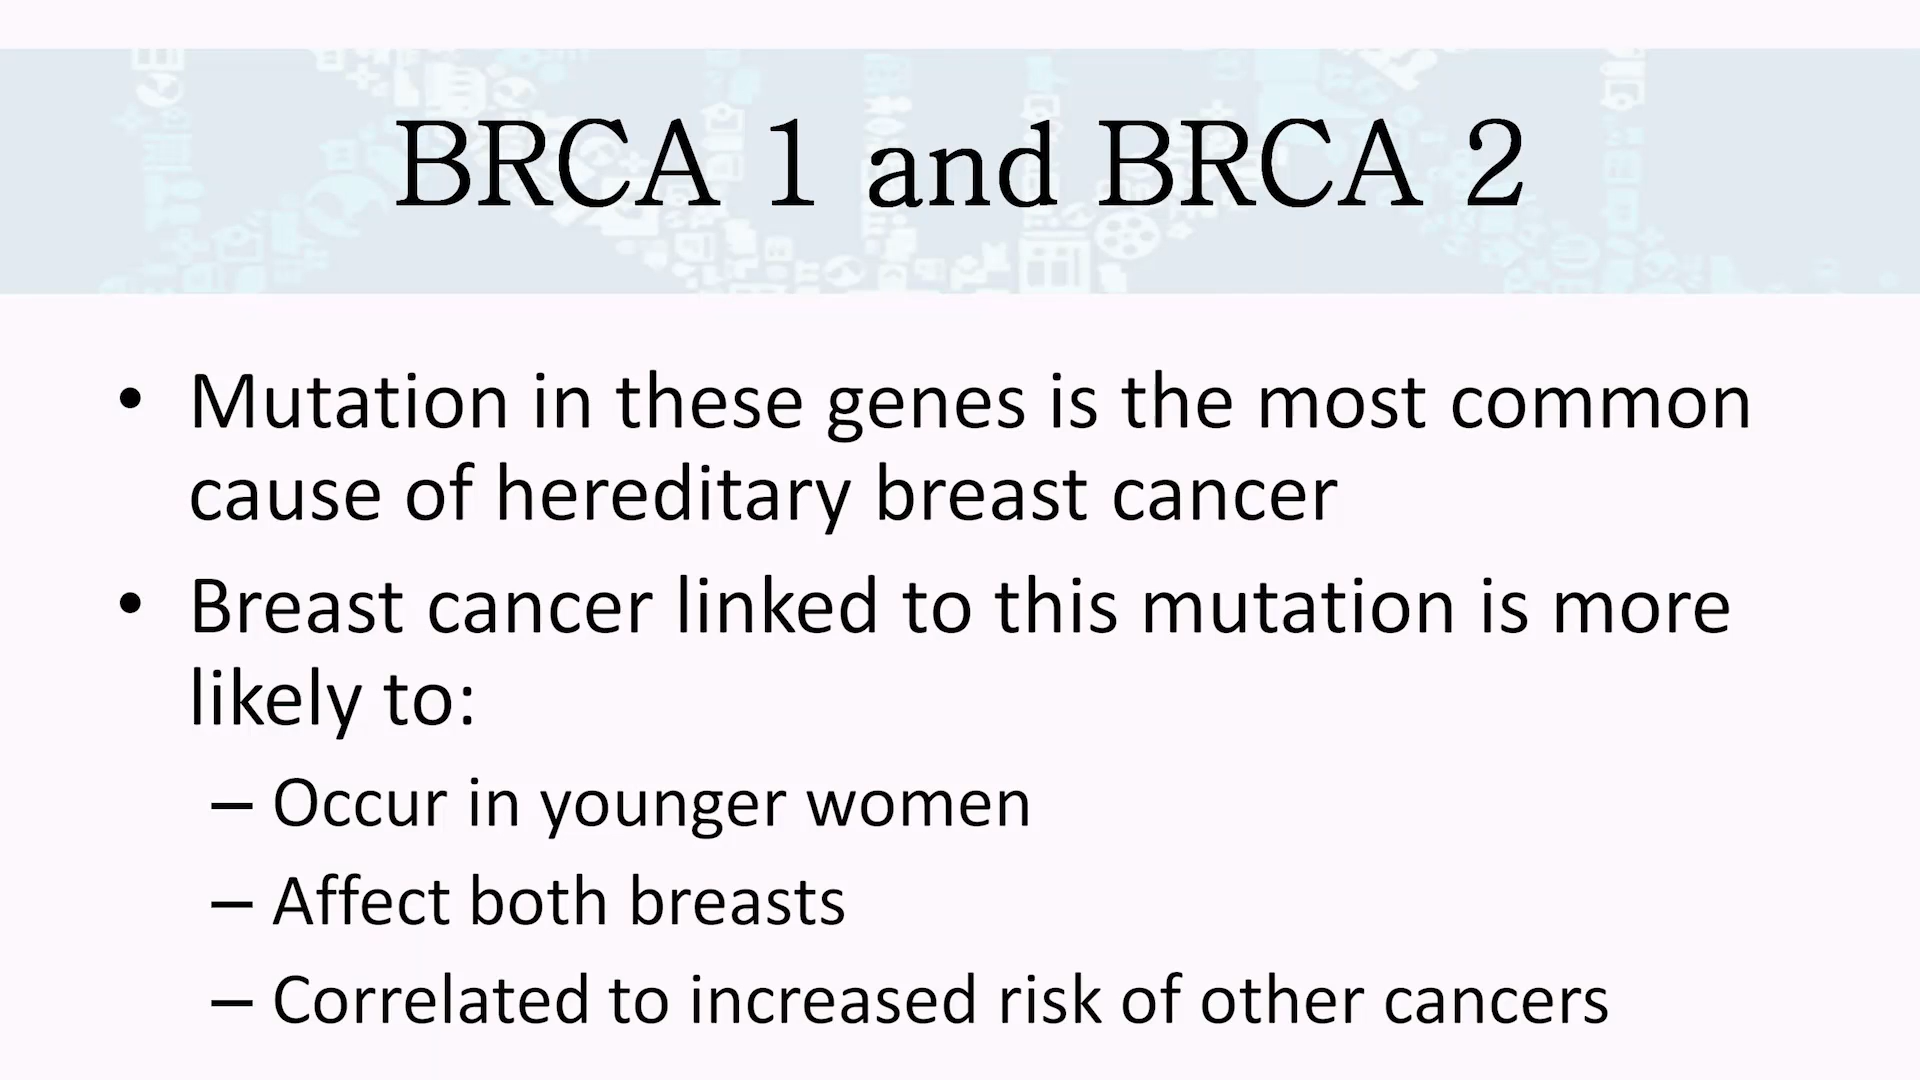 BRCA 1 and BRCA 2
• Mutation in these genes is the most common
cause of hereditary breast cancer
• Breast cancer linked to this mutation is more
likely to:
– Occur in younger women
– Affect both breasts
– Correlated to increased risk of other cancers